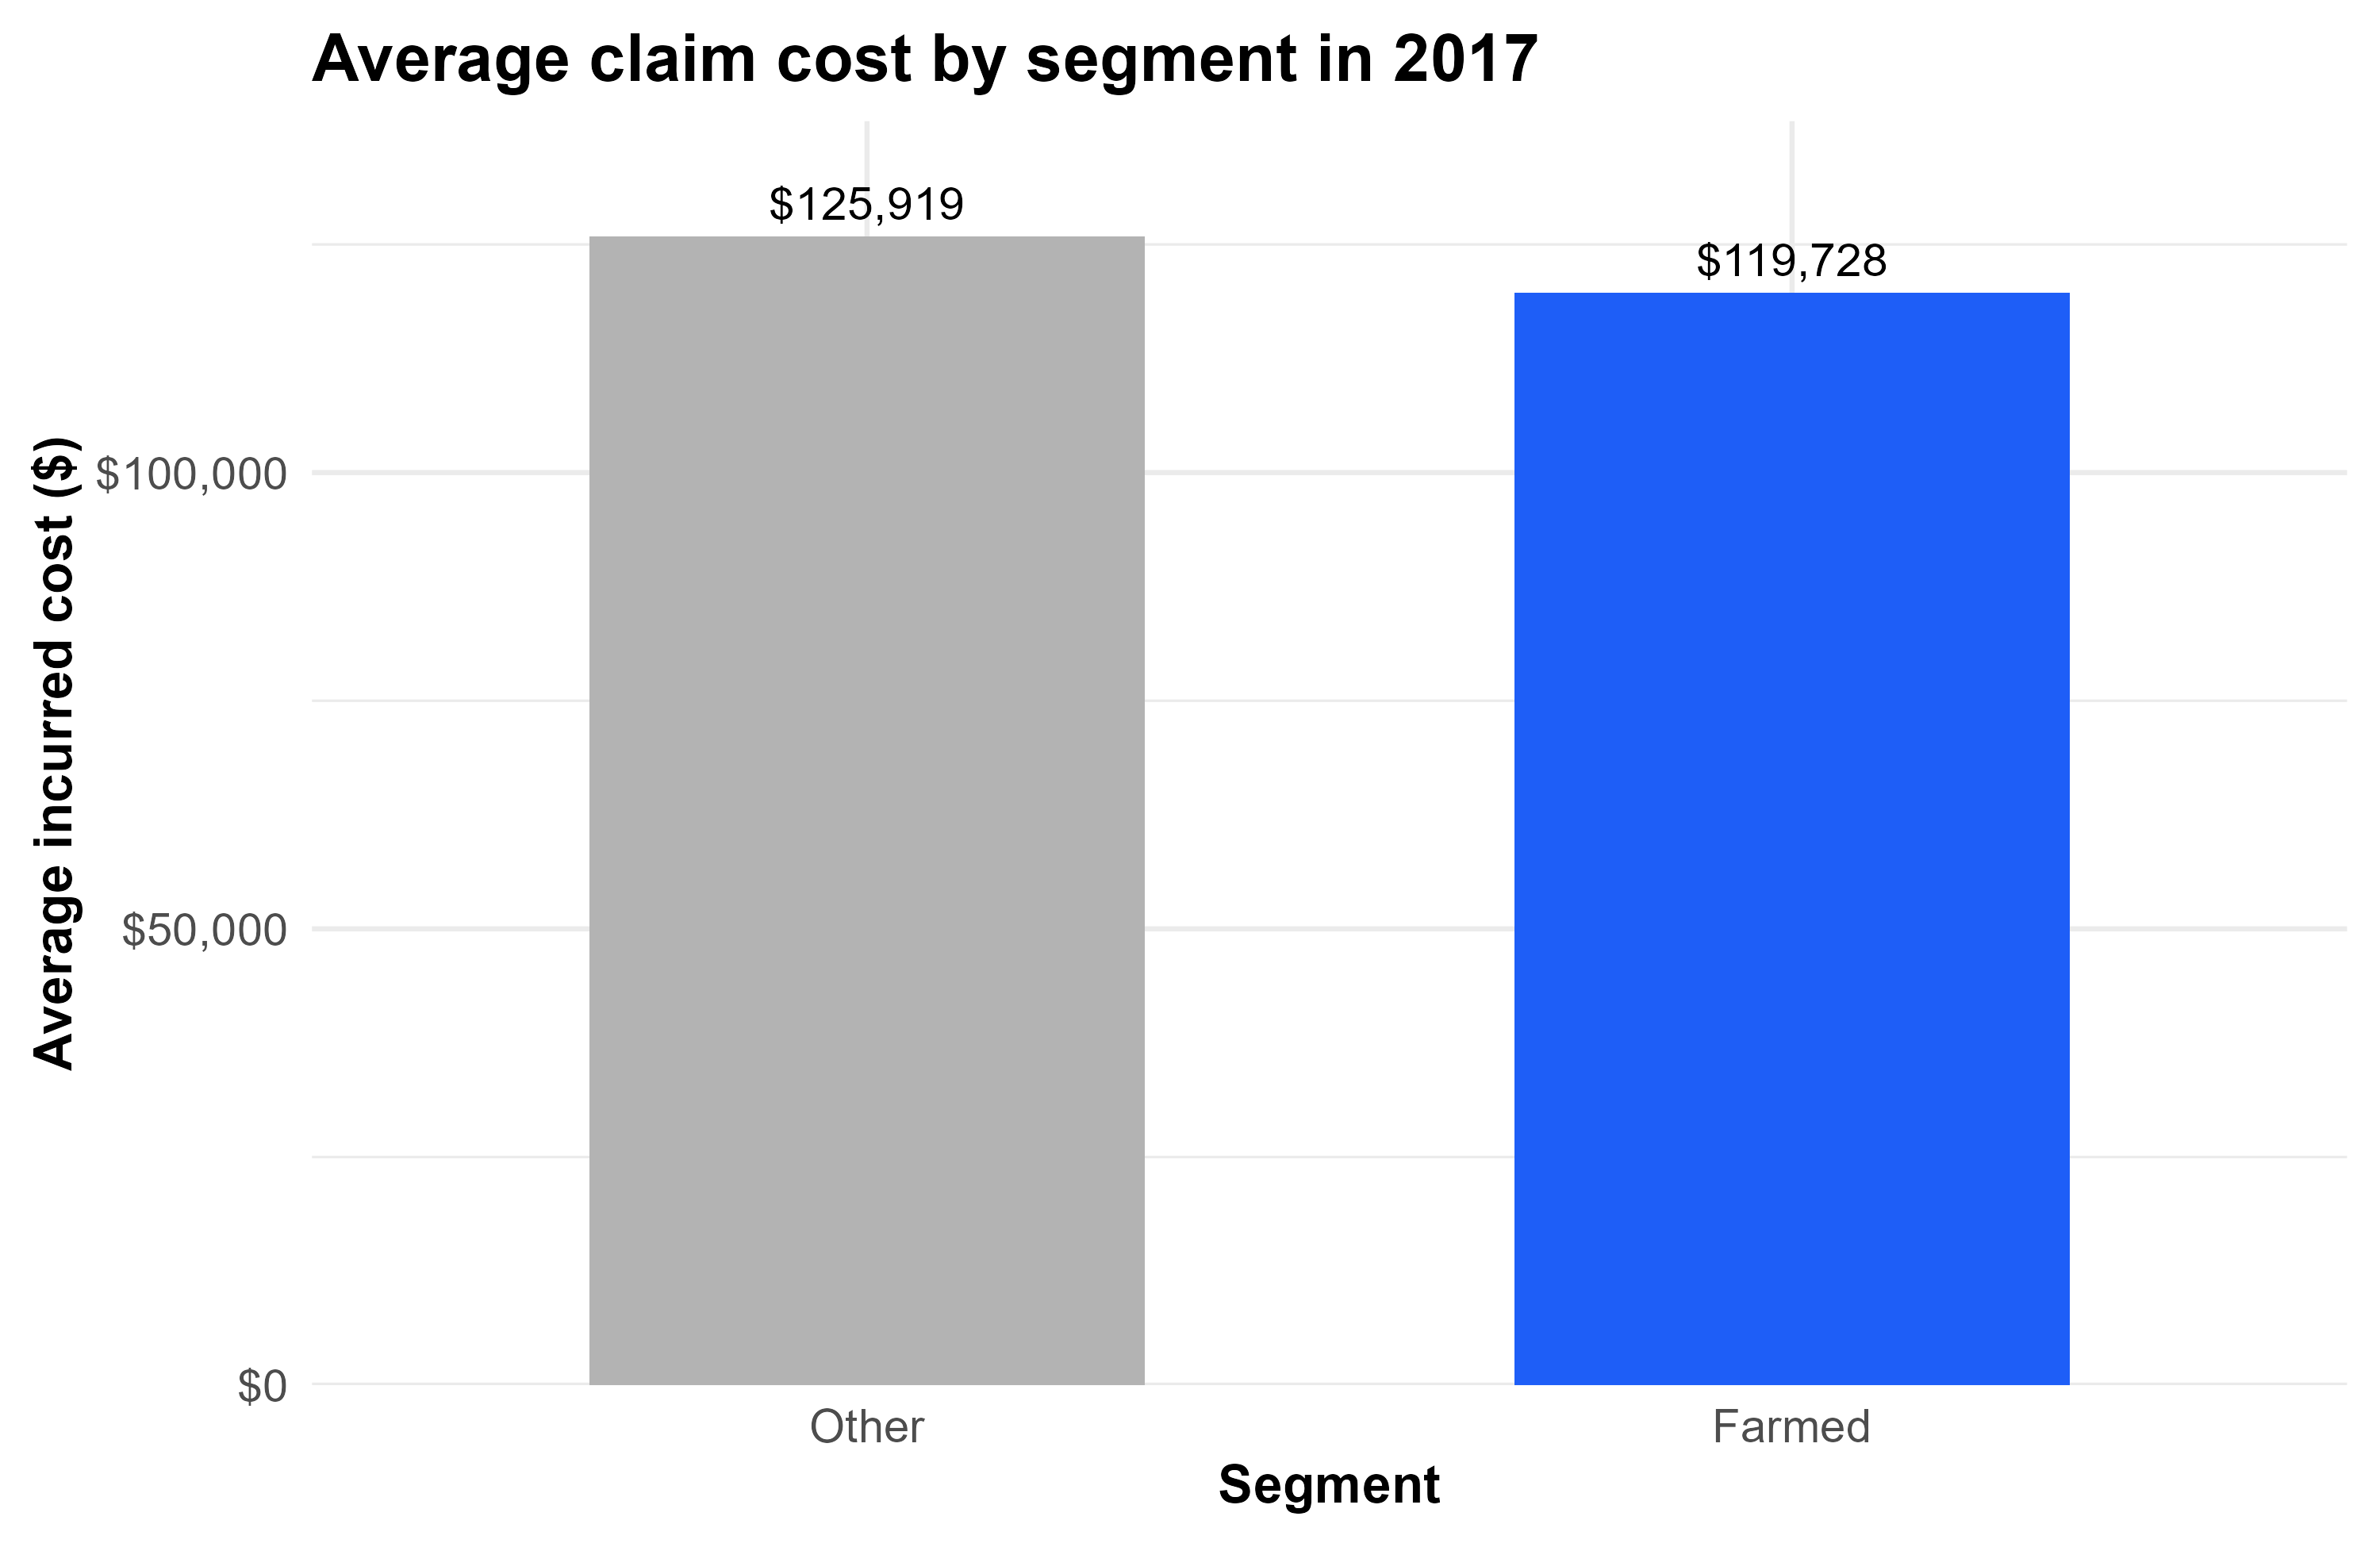 Average claim cost by segment in 2017
Average incurred cost ($)
$125,919
$119,728
$100,000
$50,000
$0
Other
Farmed
Segment